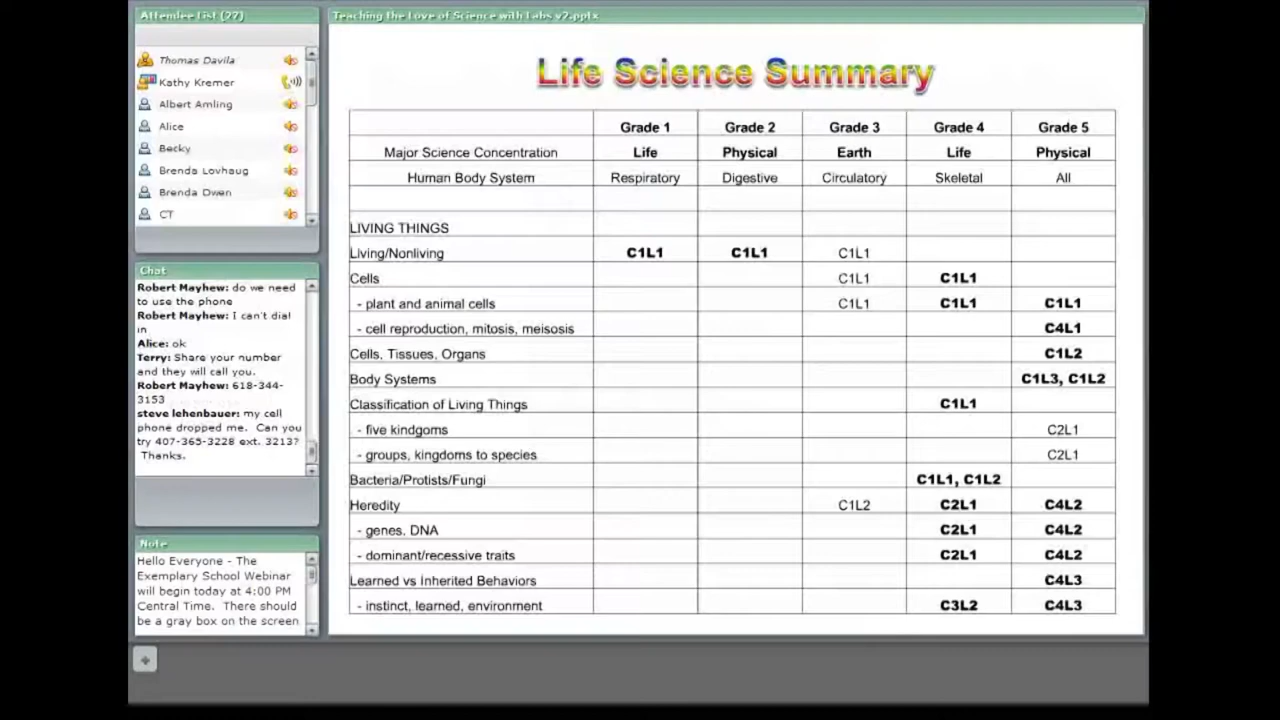 Attendee List (27)
Thomas Davila
Kathy Kremer
Albert Amling
Alice
Becky
Brenda Lovhaug
Brenda Owen
CT
Chat
Robert Mayhew: do we need
to use the phone
Robert Mayhew: I can't dial
in
Alice: ok
Terry: Share your number
and they will call you.
Robert Mayhew: 618-344-
3153
steve lehenbauer: my cell
phone dropped me. Can you
try 407-365-3228 ext. 3213?
Thanks.
Note
Hello Everyone - The
Exemplary School Webinar
will begin today at 4:00 PM
Central Time. There should
be a gray box on the screen
Teaching the Love of Science with Labs v2.pptx
Life Science Summary
Grade 1 Grade 2 Grade 3 Grade 4 Grade 5
Major Science Concentration Life Physical Earth Life Physical
Human Body System Respiratory Digestive Circulatory Skeletal All
LIVING THINGS
Living/Nonliving C1L1 C1L1 C1L1
Cells C1L1 C1L1
- plant and animal cells C1L1 C1L1 C1L1
- cell reproduction, mitosis, meisosis C4L1
Cells, Tissues, Organs C1L2
Body Systems C1L3, C1L2
Classification of Living Things C1L1
- five kindgoms C2L1
- groups, kingdoms to species C2L1
Bacteria/Protists/Fungi C1L1, C1L2
Heredity C1L2 C2L1 C4L2
- genes, DNA C2L1 C4L2
- dominant/recessive traits C2L1 C4L2
Learned vs Inherited Behaviors C4L3
- instinct, learned, environment C3L2 C4L3